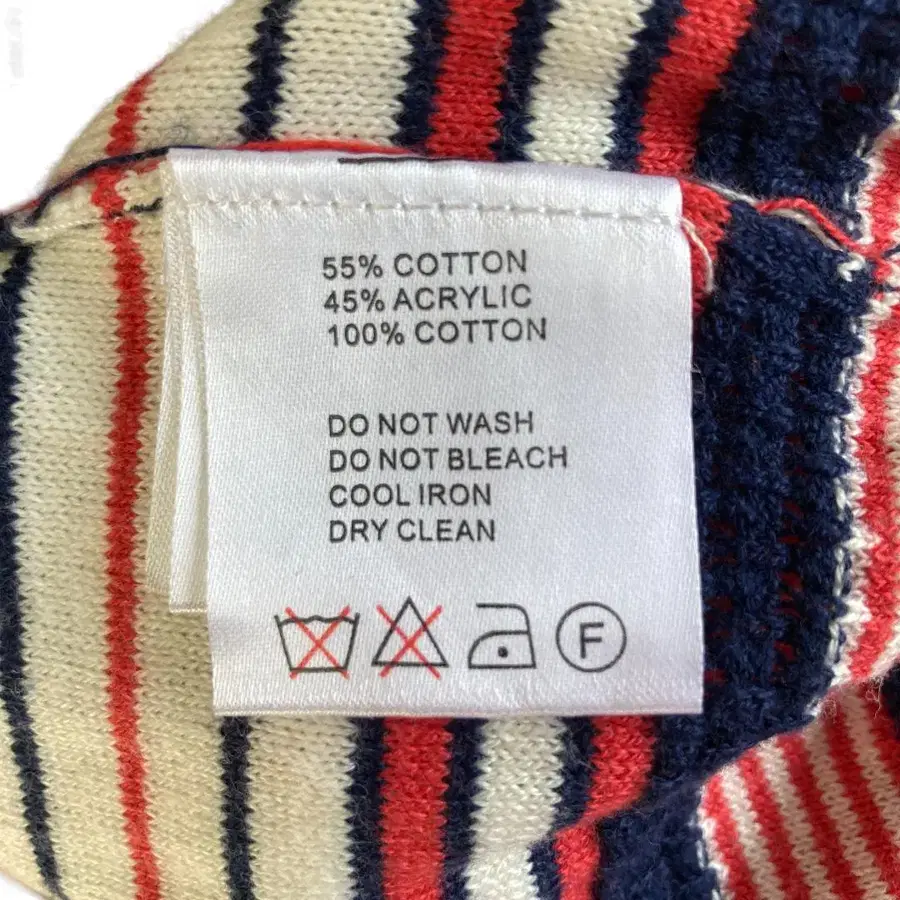 55% COTTON
45% ACRYLIC
100% COTTON
DO NOT WASH
DO NOT BLEACH
COOL IRON
DRY CLEAN
F